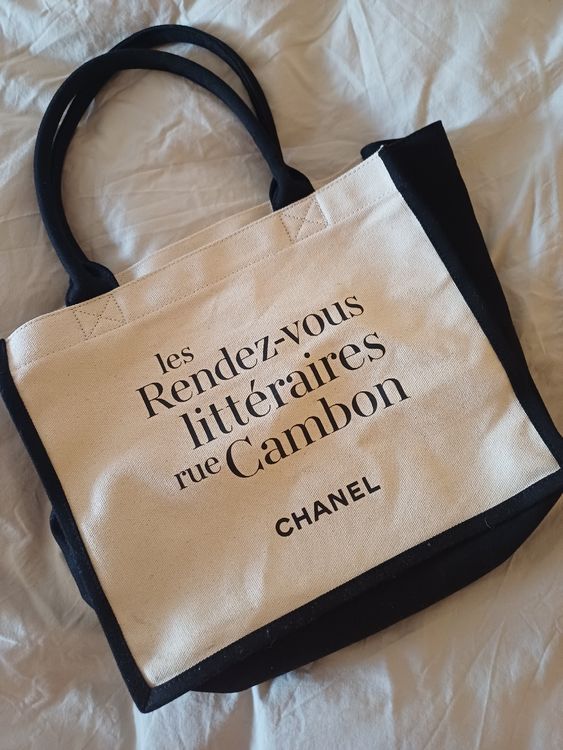 les
Rendez-vous
littéraires
rue Cambon
CHANEL